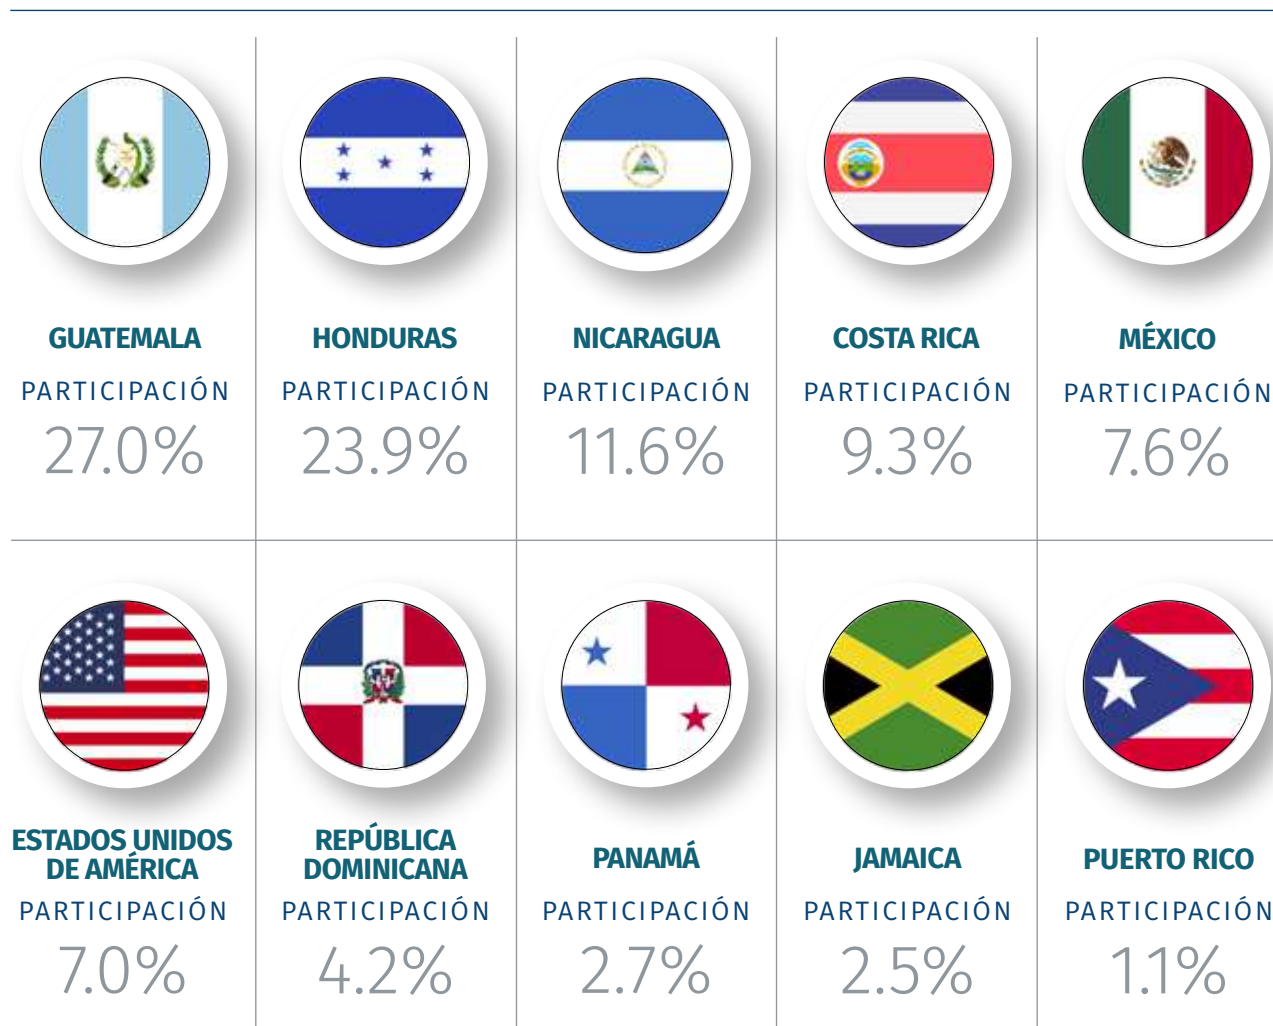 GUATEMALA
PARTICIPACIÓN
27.0%
HONDURAS
PARTICIPACIÓN
23.9%
NICARAGUA
PARTICIPACIÓN
11.6%
COSTA RICA
PARTICIPACIÓN
9.3%
MÉXICO
PARTICIPACIÓN
7.6%
ESTADOS UNIDOS
DE AMÉRICA
PARTICIPACIÓN
7.0%
REPÚBLICA
DOMINICANA
PARTICIPACIÓN
4.2%
PANAMÁ
PARTICIPACIÓN
2.7%
JAMAICA
PARTICIPACIÓN
2.5%
PUERTO RICO
PARTICIPACIÓN
1.1%